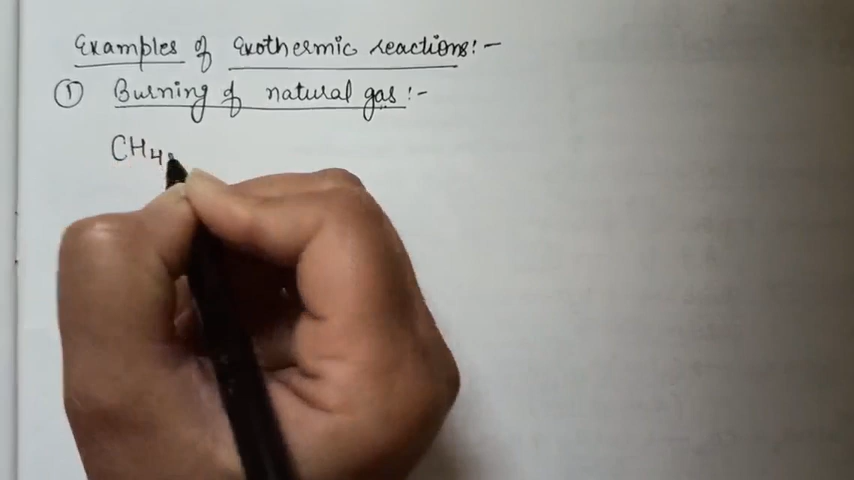 Examples of Exothermic reactions:-
① Burning of natural gas:-
CH4